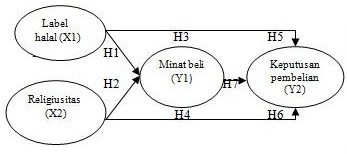 Label
halal (X1)
H3
H5
H1
Minat beli
(Y1)
Keputusan
pembelian
(Y2)
H2
H7
Religiusitas
(X2)
H4
H6